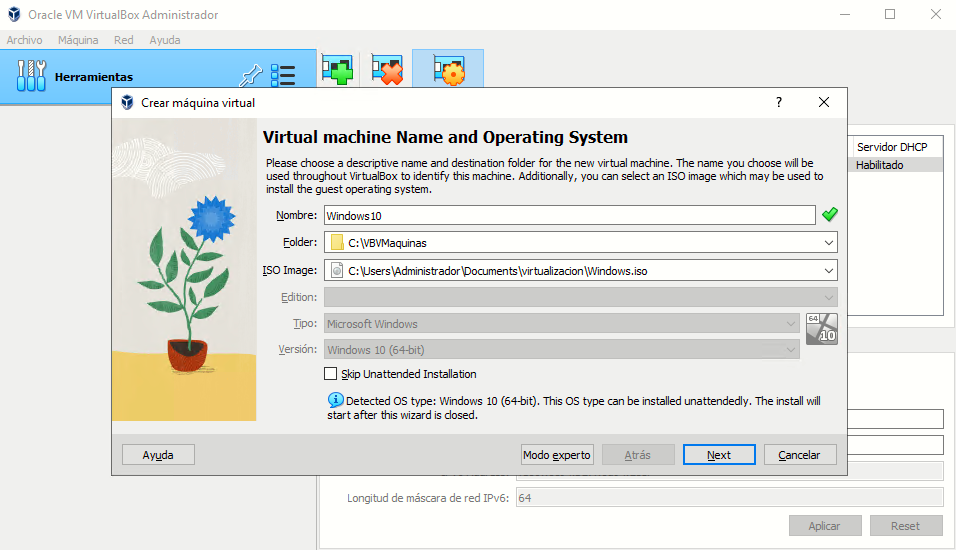 Oracle VM VirtualBox Administrador
Archivo Máquina Red Ayuda
Herramientas
Crear máquina virtual
?
Servidor DHCP
Habilitado
Virtual machine Name and Operating System
Please choose a descriptive name and destination folder for the new virtual machine. The name you choose will be
used throughout VirtualBox to identify this machine. Additionally, you can select an ISO image which may be used to
install the guest operating system.
Nombre: Windows10
Folder: C:\VBVMaquinas
ISO Image: C:\Users\Administrador\Documents\virtualizacion\Windows.iso
Edition:
Tipo: Microsoft Windows
64
10
Versión: Windows 10 (64-bit)
Skip Unattended Installation
Detected OS type: Windows 10 (64-bit). This OS type can be installed unattendedly. The install will
start after this wizard is closed.
Ayuda Modo experto Atrás Next Cancelar
Longitud de máscara de red IPv6: 64
Aplicar Reset